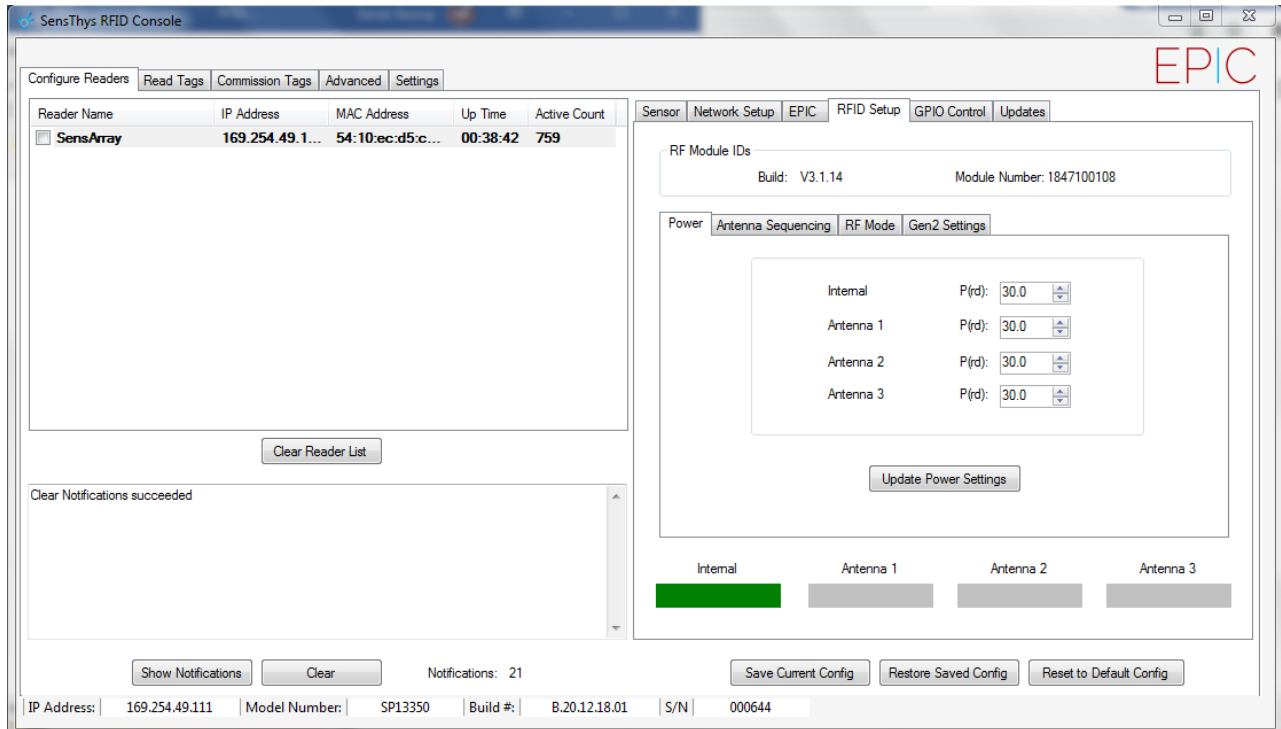 SensThys RFID Console
EPIC
Configure Readers Read Tags Commission Tags Advanced Settings
Reader Name IP Address MAC Address Up Time Active Count
SensArray 169.254.49.1... 54:10:ec:d5:c... 00:38:42 759
Clear Reader List
Clear Notifications succeeded
Show Notifications Clear Notifications: 21
Sensor Network Setup EPIC RFID Setup GPIO Control Updates
RF Module IDs
Build: V3.1.14 Module Number: 1847100108
Power Antenna Sequencing RF Mode Gen2 Settings
Internal P(rd): 30.0
Antenna 1 P(rd): 30.0
Antenna 2 P(rd): 30.0
Antenna 3 P(rd): 30.0
Update Power Settings
Internal Antenna 1 Antenna 2 Antenna 3
Save Current Config Restore Saved Config Reset to Default Config
IP Address: 169.254.49.111 Model Number: SP13350 Build #: B.20.12.18.01 S/N 000644